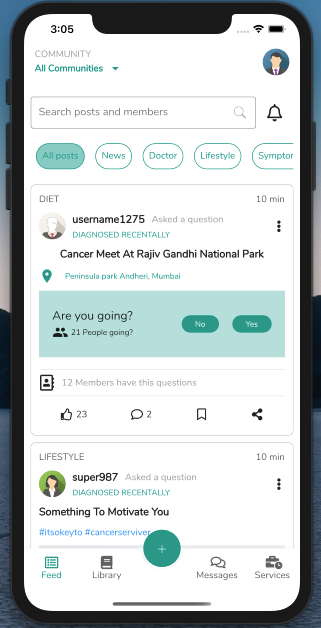 3:05
COMMUNITY
All Communities
Search posts and members
All posts News Doctor Lifestyle Sympton
DIET 10 min
username1275 Asked a question
DIAGNOSED RECENTALLY
Cancer Meet At Rajiv Gandhi National Park
Peninsula park Andheri, Mumbai
Are you going?
21 People going?
No Yes
12 Members have this questions
23 2
LIFESTYLE 10 min
super987 Asked a question
DIAGNOSED RECENTALLY
Something To Motivate You
#itsokeyto #cancerserviver
+
Feed Library Messages Services